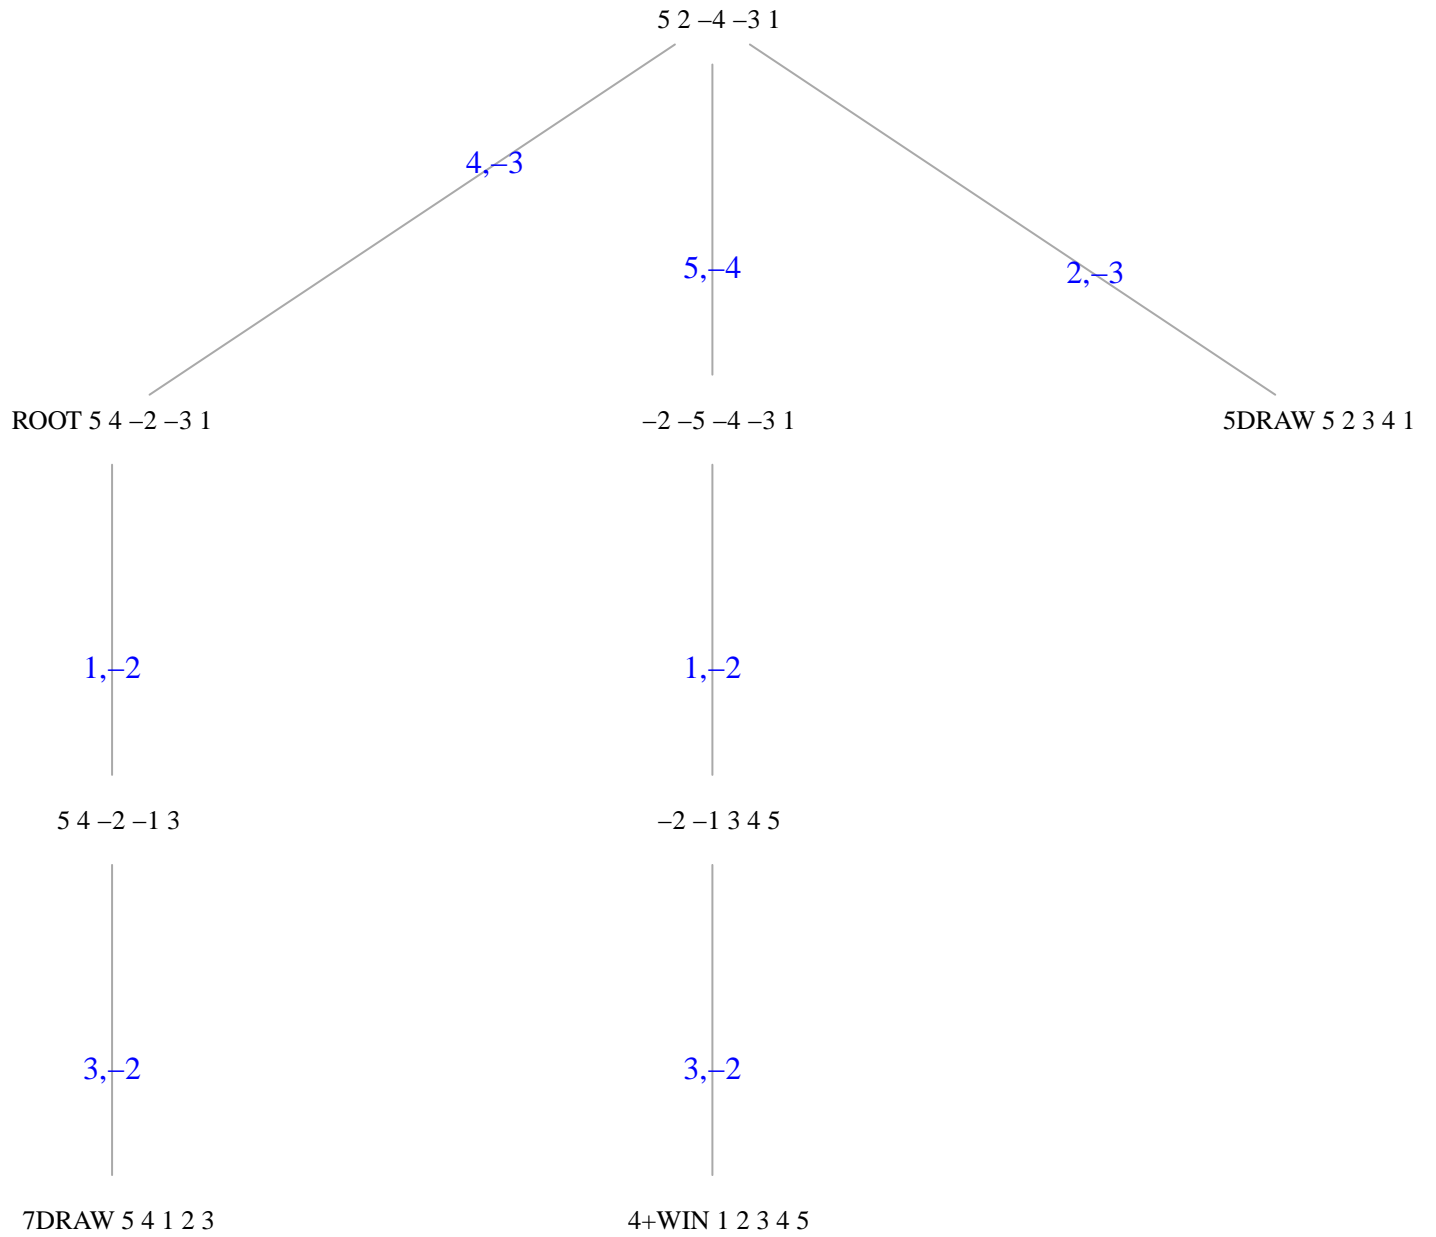 5 2 –4 –3 1
4,–3
5,–4
2,–3
ROOT 5 4 –2 –3 1
–2 –5 –4 –3 1
5DRAW 5 2 3 4 1
1,–2
1,–2
5 4 –2 –1 3
–2 –1 3 4 5
3,–2
3,–2
7DRAW 5 4 1 2 3
4+WIN 1 2 3 4 5